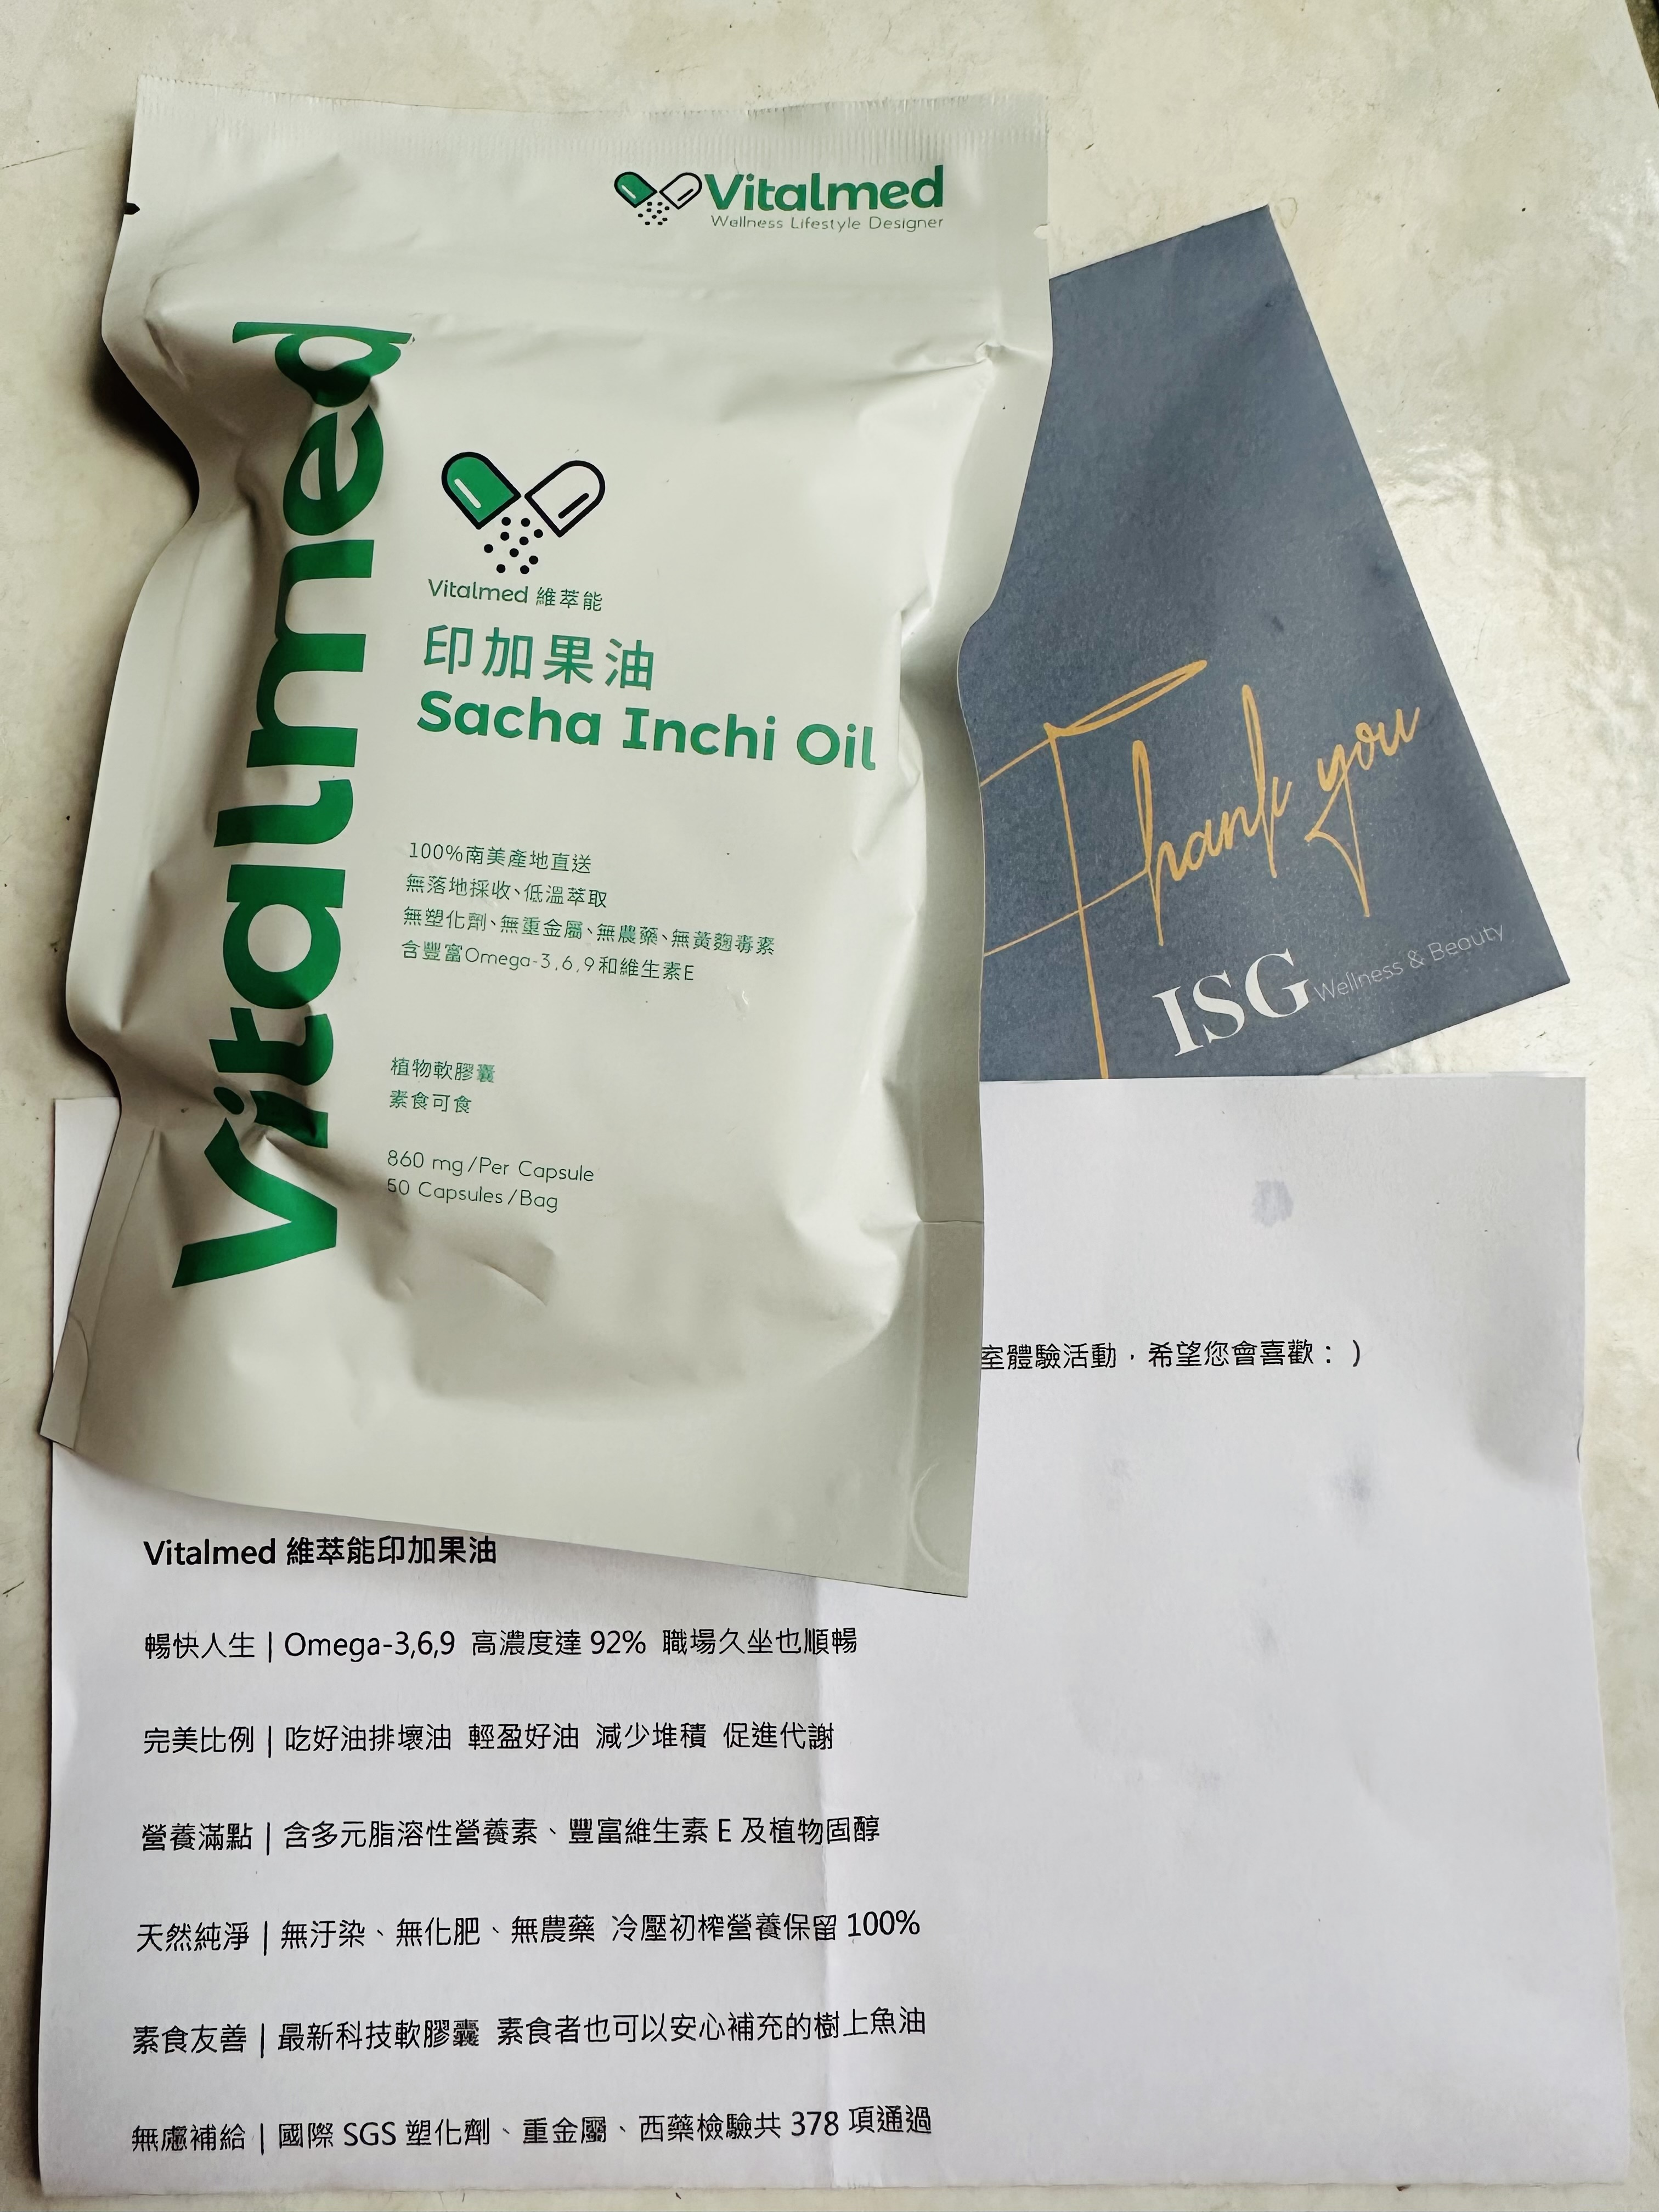 Vitalmed
Wellness Lifestyle Designer
Vitalmed
Vitalmed 維萃能
印加果油
Sacha Inchi Oil
100%南美產地直送
無落地採收、低溫萃取
無塑化劑、無重金屬、無農藥、無黃麴毒素
含豐富Omega-3,6,9和維生素E
植物軟膠囊
素食可食
860 mg/Per Capsule
50 Capsules/Bag
Thank you
ISG Wellness & Beauty
室體驗活動，希望您會喜歡：)
Vitalmed 維萃能印加果油
暢快人生 | Omega-3,6,9 高濃度達 92% 職場久坐也順暢
完美比例 | 吃好油排壞油 輕盈好油 減少堆積 促進代謝
營養滿點 | 含多元脂溶性營養素、豐富維生素 E 及植物固醇
天然純淨 | 無汙染、無化肥、無農藥 冷壓初榨營養保留 100%
素食友善 | 最新科技軟膠囊 素食者也可以安心補充的樹上魚油
無慮補給 | 國際 SGS 塑化劑、重金屬、西藥檢驗共 378 項通過